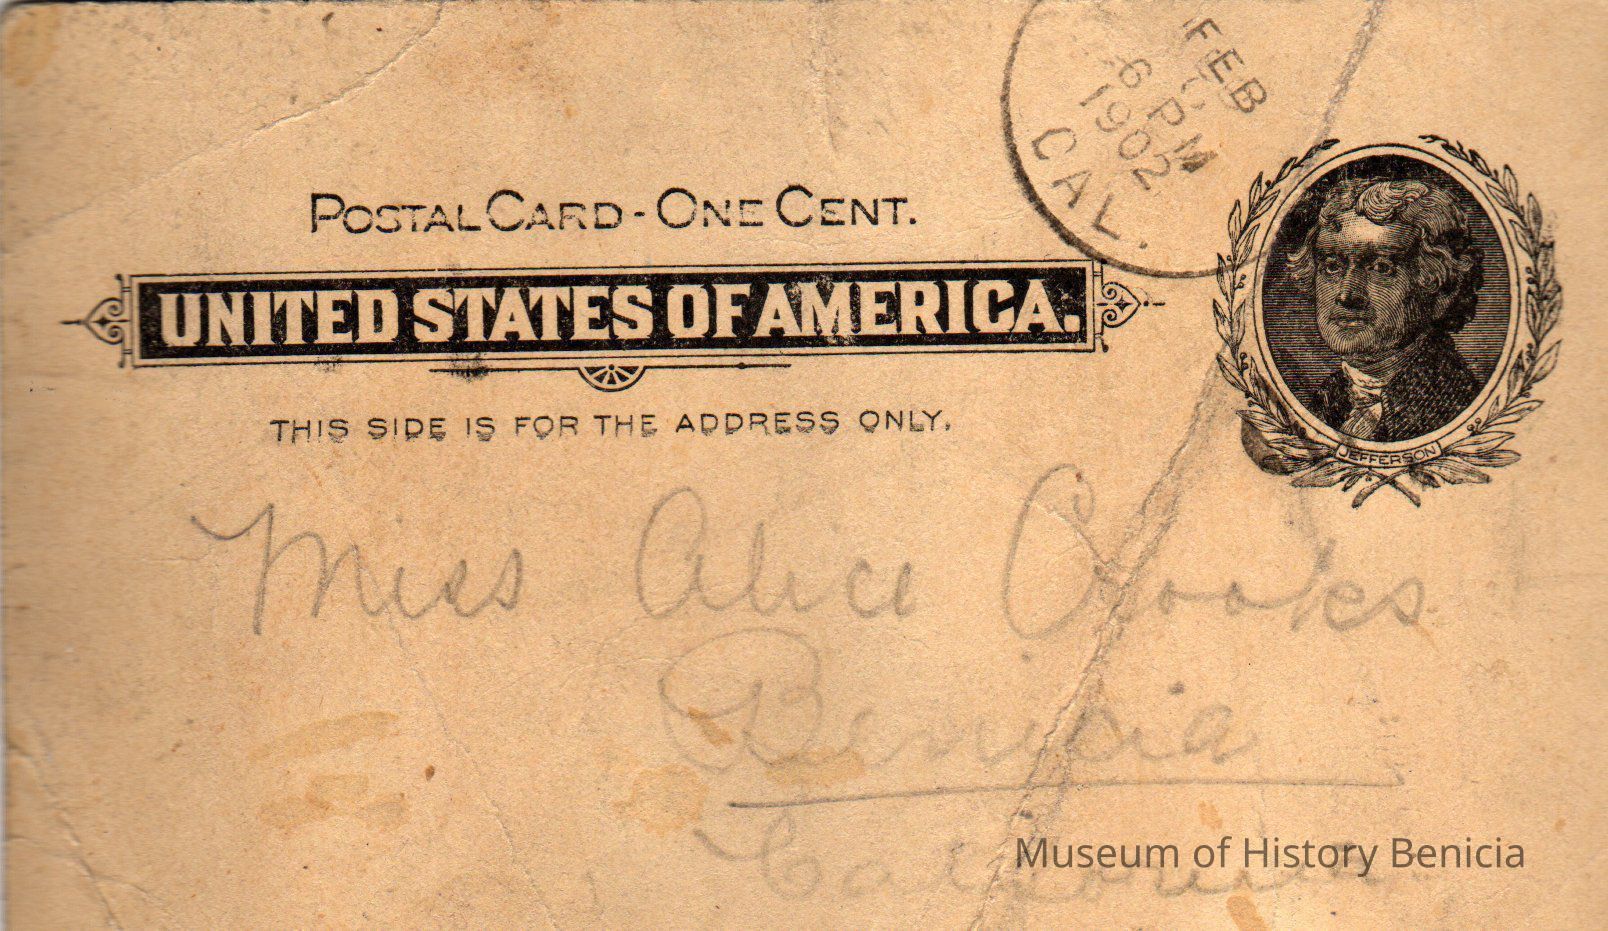 FEB
6 PM
1902
CAL.
POSTAL CARD - ONE CENT.
UNITED STATES OF AMERICA.
JEFFERSON
THIS SIDE IS FOR THE ADDRESS ONLY.
Miss Alice Crooks
Benicia
California
Museum of History Benicia